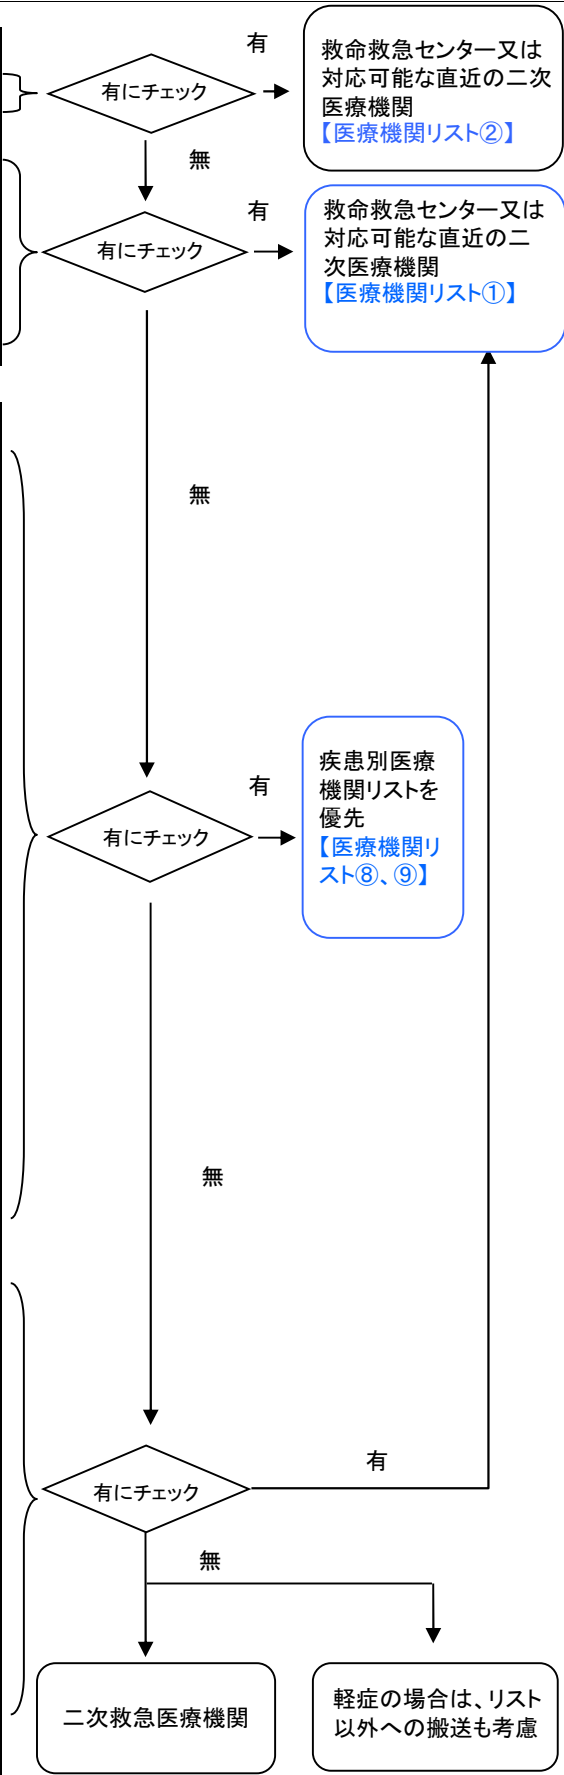 有
救命救急センター又は
対応可能な直近の二次
医療機関
【医療機関リスト②】
有にチェック
無
有
救命救急センター又は
対応可能な直近の二
次医療機関
【医療機関リスト①】
有にチェック
無
有
疾患別医療
機関リストを
優先
【医療機関リ
スト⑧、⑨】
有にチェック
無
有
有にチェック
無
二次救急医療機関
軽症の場合は、リスト
以外への搬送も考慮